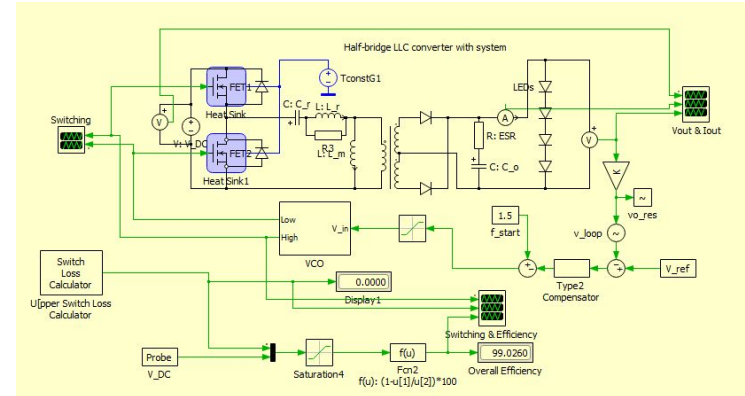 Half-bridge LLC converter with system
FET1
Heat Sink
TconstG1
C: C_r
L: L_r
LEDs
A
Switching
V
V: V_DC
R3
L: L_m
R: ESR
V
Vout & Iout
FET2
Heat Sink1
C: C_o
K
vo_res
Low
High
V_in
VCO
1.5
f_start
v_loop
Type2
Compensator
V_ref
Switch
Loss
Calculator
U[pper Switch Loss
Calculator
0.0000
Display1
Switching & Efficiency
Probe
V_DC
Saturation4
f(u)
Fcn2
f(u): (1-u[1]/u[2])*100
99.0260
Overall Efficiency